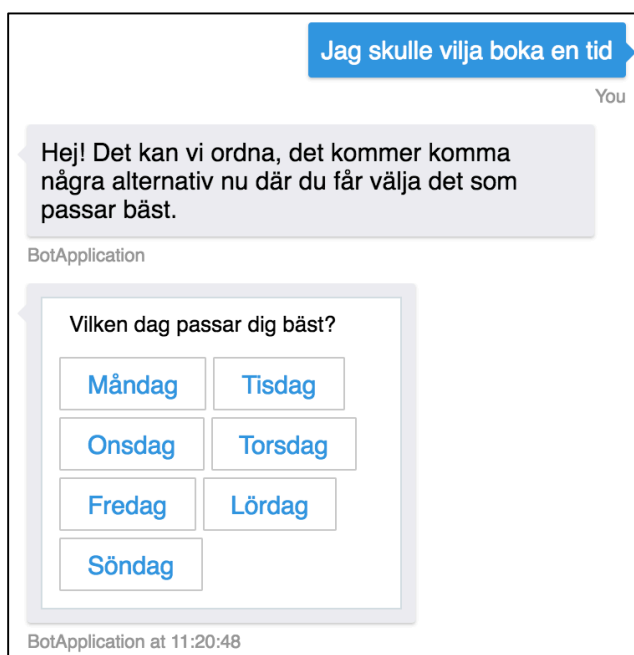 Jag skulle vilja boka en tid
You
Hej! Det kan vi ordna, det kommer komma
några alternativ nu där du får välja det som
passar bäst.
BotApplication
Vilken dag passar dig bäst?
Måndag Tisdag
Onsdag Torsdag
Fredag Lördag
Söndag
BotApplication at 11:20:48